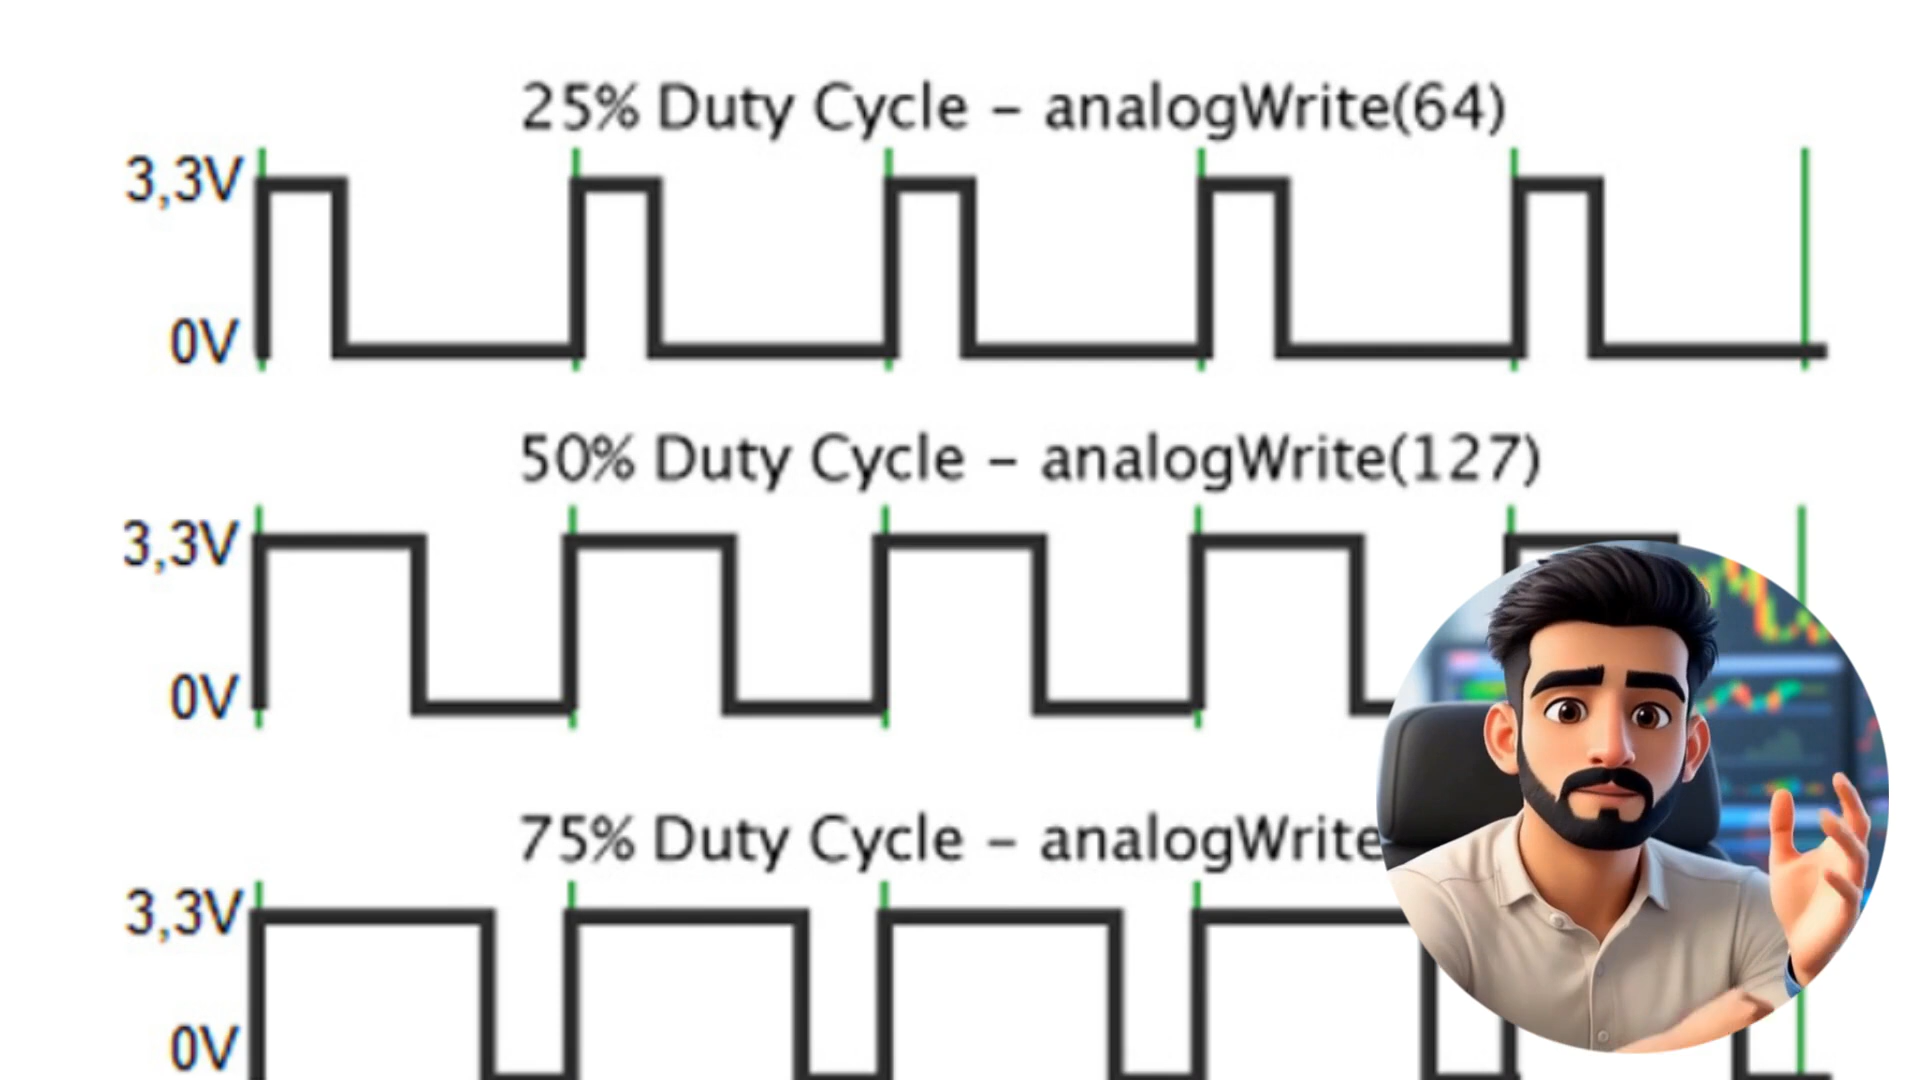 25% Duty Cycle – analogWrite(64)
3,3V
0V
50% Duty Cycle – analogWrite(127)
3,3V
0V
75% Duty Cycle – analogWrite
3,3V
0V